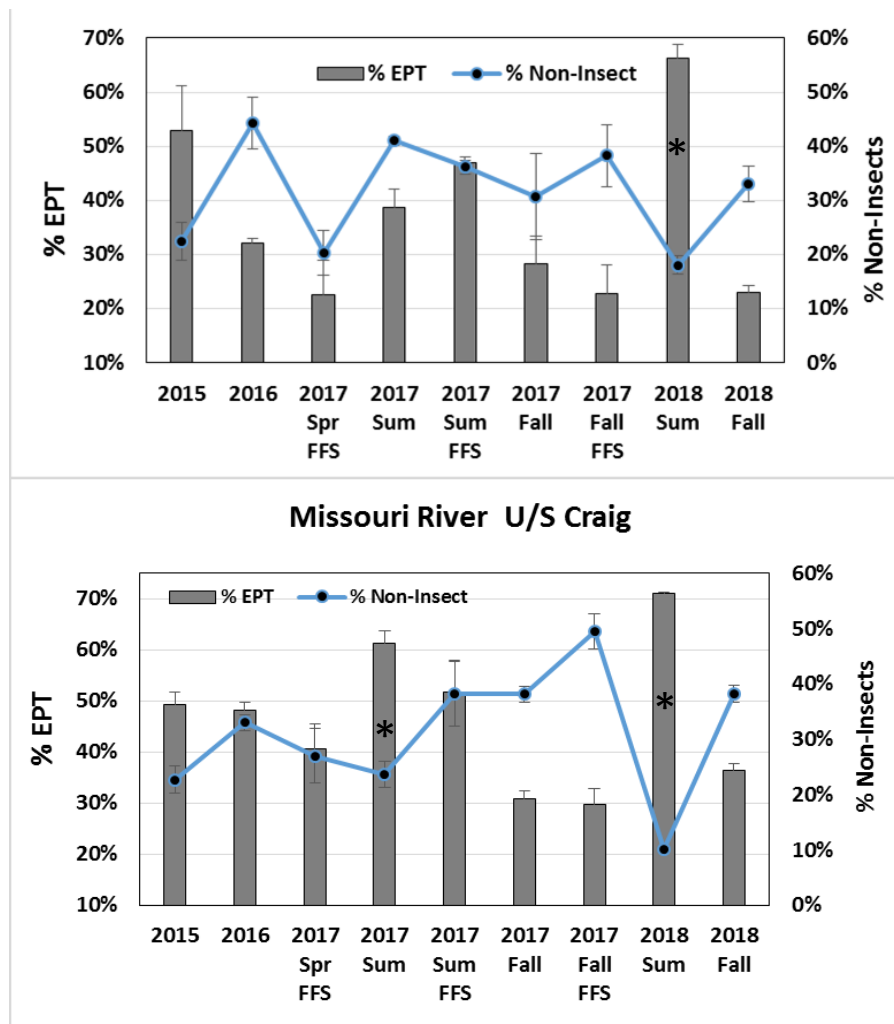 70%
60%
50%
40%
30%
20%
10%
% EPT
% EPT
% Non-Insect
*
60%
50%
40%
30%
20%
10%
0%
% Non-Insects
2015
2016
2017
Spr
FFS
2017
Sum
2017
Sum
FFS
2017
Fall
2017
Fall
FFS
2018
Sum
2018
Fall
Missouri River U/S Craig
70%
60%
50%
40%
30%
20%
10%
% EPT
% EPT
% Non-Insect
*
*
60%
50%
40%
30%
20%
10%
0%
% Non-Insects
2015
2016
2017
Spr
FFS
2017
Sum
2017
Sum
FFS
2017
Fall
2017
Fall
FFS
2018
Sum
2018
Fall